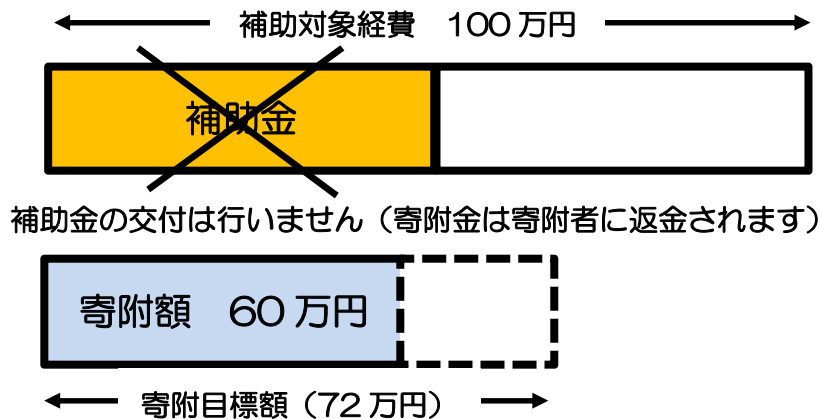 補助対象経費　100万円
補助金
補助金の交付は行いません（寄附金は寄附者に返金されます）
寄附額　60万円
寄附目標額（72万円）